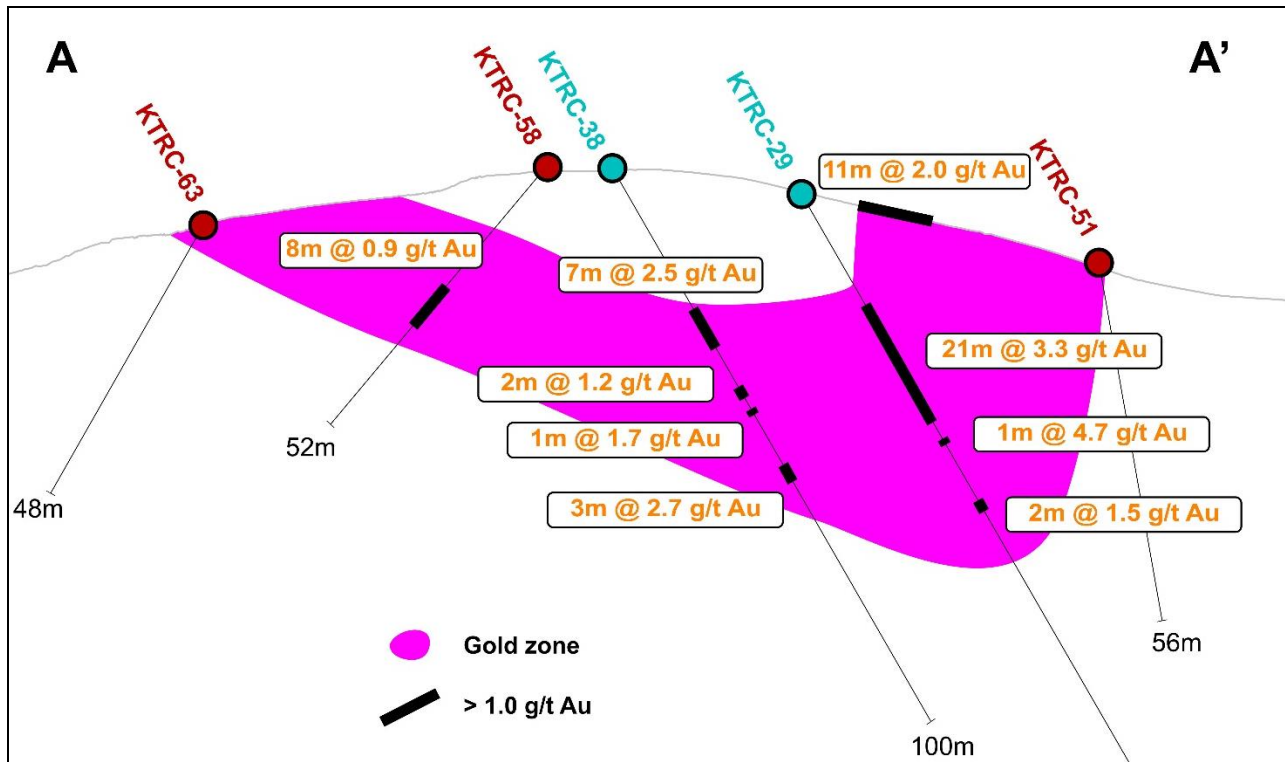 A
A’
KTRC-63
KTRC-58
KTRC-38
KTRC-29
KTRC-51
11m @ 2.0 g/t Au
8m @ 0.9 g/t Au
7m @ 2.5 g/t Au
21m @ 3.3 g/t Au
2m @ 1.2 g/t Au
1m @ 1.7 g/t Au
1m @ 4.7 g/t Au
3m @ 2.7 g/t Au
2m @ 1.5 g/t Au
52m
48m
56m
100m
Gold zone
> 1.0 g/t Au